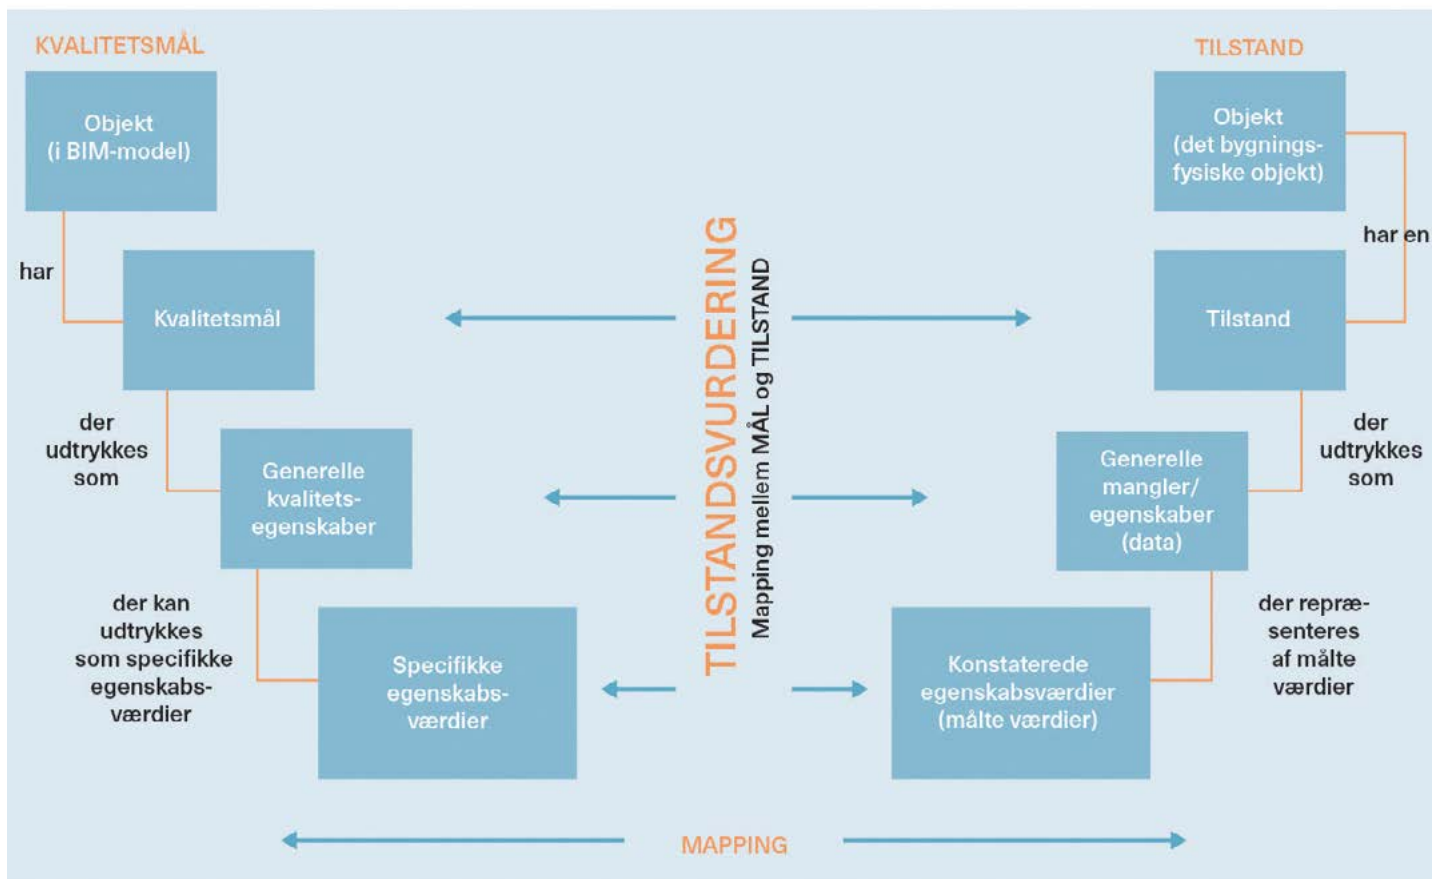 KVALITETSMÅL
Objekt
(i BIM-model)
har
Kvalitetsmål
der
udtrykkes
som
Generelle
kvalitets-
egenskaber
der kan
udtrykkes
som specifikke
egenskabs-
værdier
Specifikke
egenskabs-
værdier
TILSTANDSVURDERING
Mapping mellem MÅL og TILSTAND
TILSTAND
Objekt
(det bygnings-
fysiske objekt)
har en
Tilstand
der
udtrykkes
som
Generelle
mangler/
egenskaber
(data)
der repræ-
senteres
af målte
værdier
Konstaterede
egenskabsværdier
(målte værdier)
MAPPING